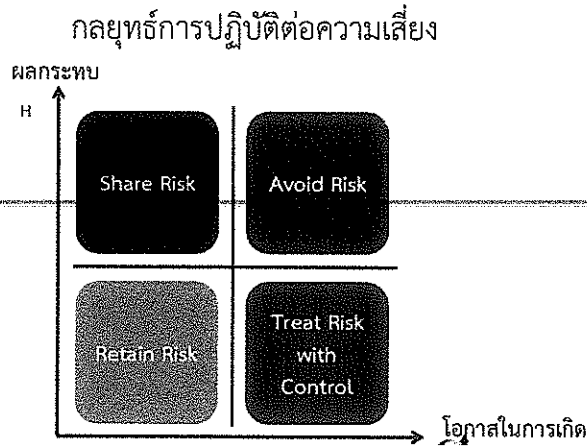 กลยุทธ์การปฏิบัติต่อความเสี่ยง
ผลกระทบ
H
Share Risk
Avoid Risk
Retain Risk
Treat Risk
with
Control
โอกาสในการเกิด